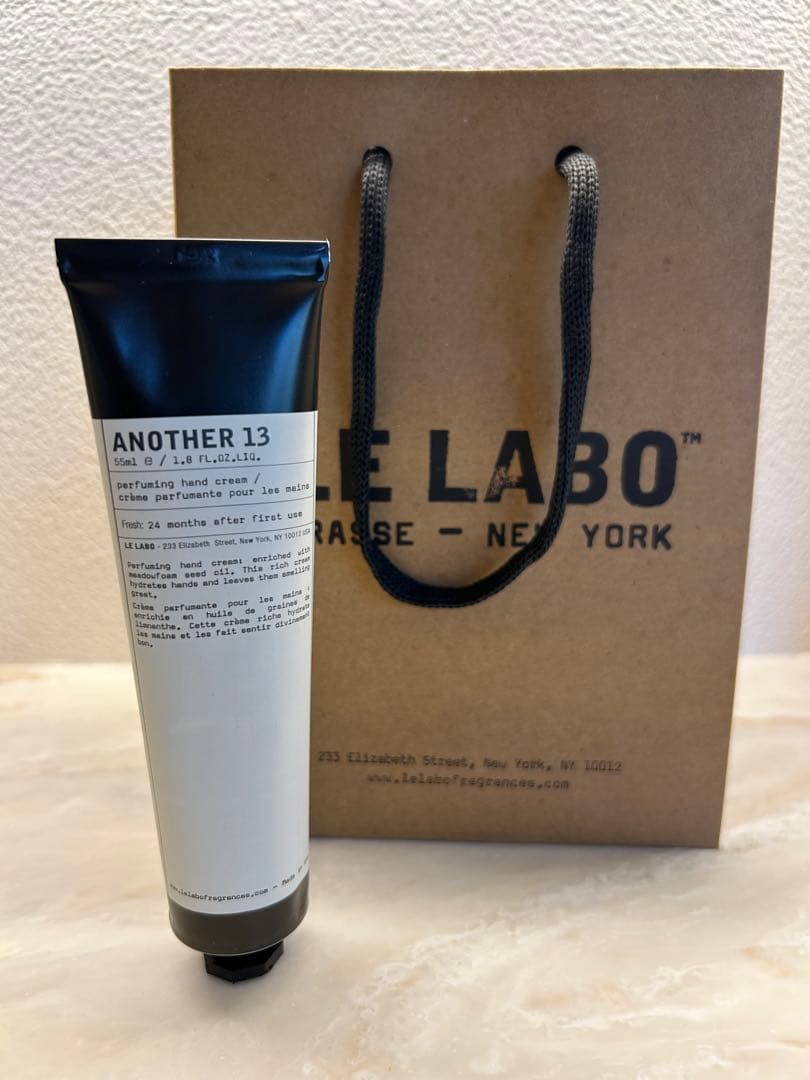 ANOTHER 13
55ml ℮ / 1.8 FL.OZ.LIQ.
perfuming hand cream /
crème parfumante pour les mains
Fresh: 24 months after first use
LE LABO - 233 Elizabeth Street, New York, NY 10012 USA
Perfuming hand cream: enriched with
meadowfoam seed oil. This rich cream
hydrates hands and leaves them smelling
great.
Crème parfumante pour les mains :
enrichie en huile de graines de
limnanthe. Cette crème riche hydrate
les mains et les fait sentir divinement
bon.
www.lelabofragrances.com - Made in
LE LABO™
RASSE - NEW YORK
233 Elizabeth Street, New York, NY 10012
www.lelabofragrances.com